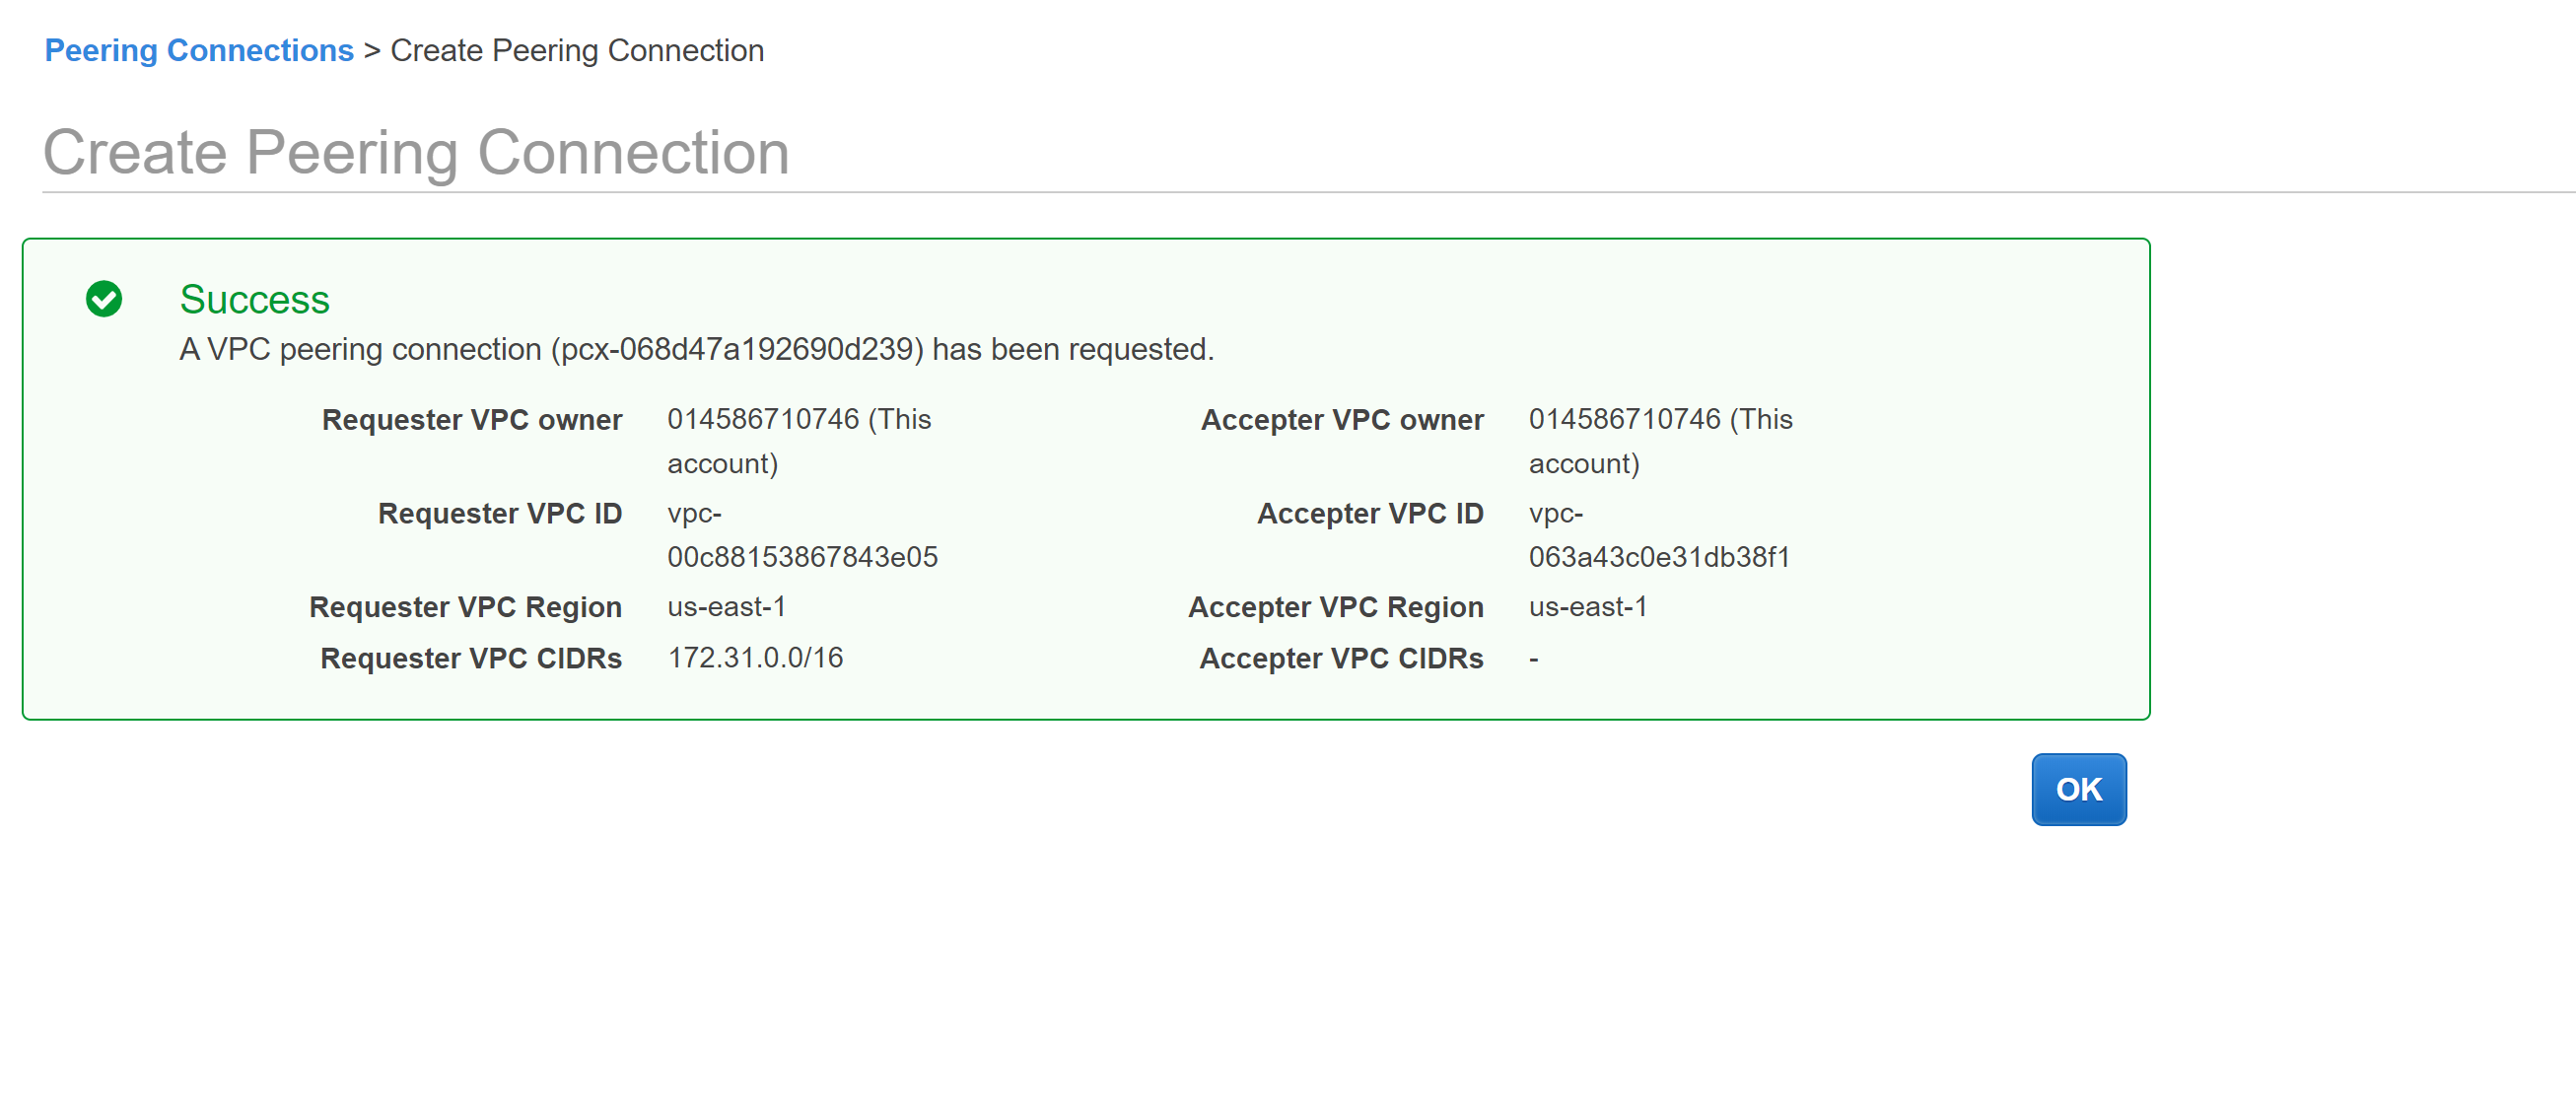 Peering Connections > Create Peering Connection
Create Peering Connection
Success
A VPC peering connection (pcx-068d47a192690d239) has been requested.
Requester VPC owner 014586710746 (This account)
Accepter VPC owner 014586710746 (This account)
Requester VPC ID vpc-00c88153867843e05
Accepter VPC ID vpc-063a43c0e31db38f1
Requester VPC Region us-east-1
Accepter VPC Region us-east-1
Requester VPC CIDRs 172.31.0.0/16
Accepter VPC CIDRs -
OK